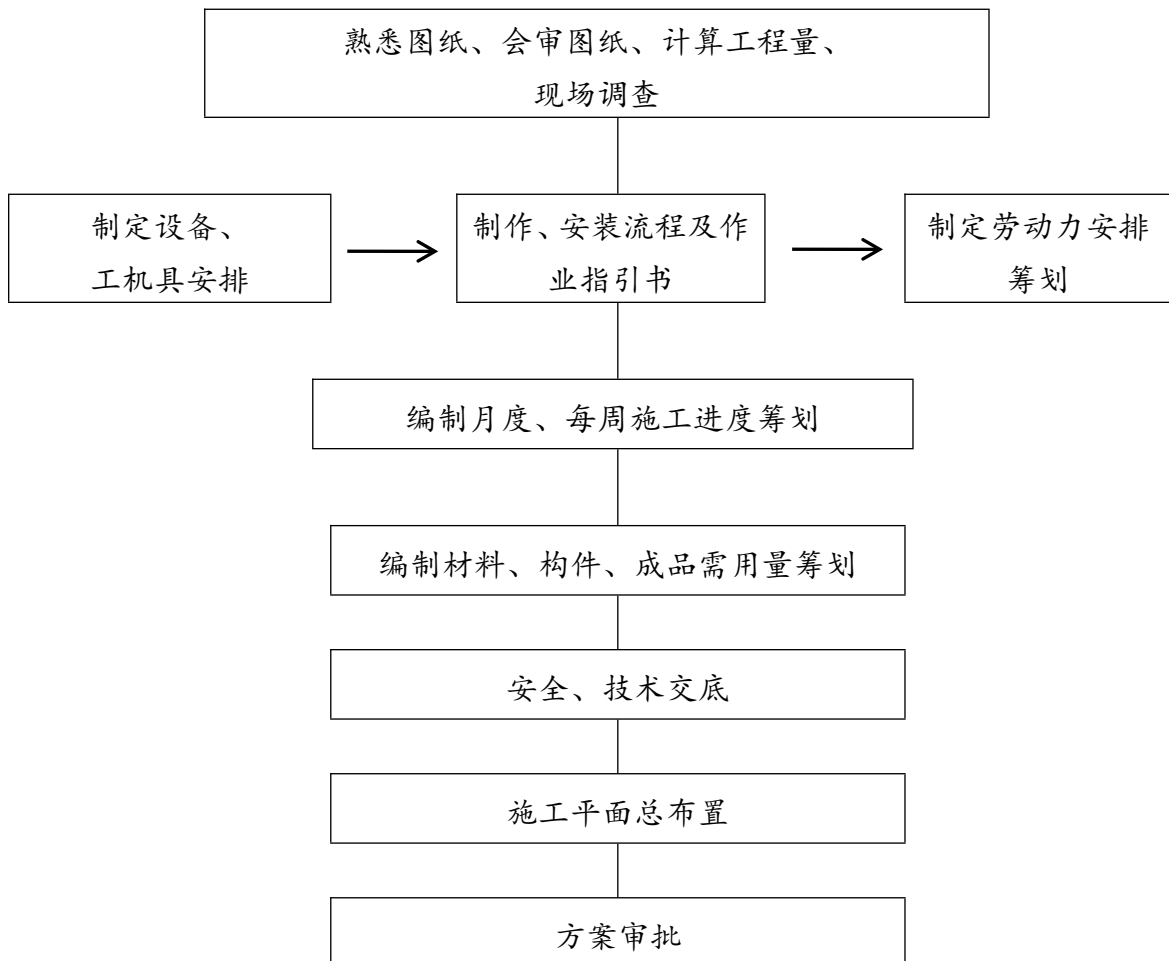 熟悉图纸、会审图纸、计算工程量、
现场调查
制定设备、
工机具安排
制作、安装流程及作
业指引书
制定劳动力安排
筹划
编制月度、每周施工进度筹划
编制材料、构件、成品需用量筹划
安全、技术交底
施工平面总布置
方案审批